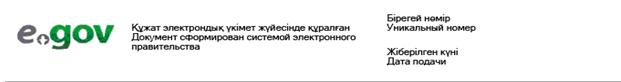 egov
Құжат электрондық үкімет жүйесінде құралған
Документ сформирован системой электронного
правительства
Бірегей нөмір
Уникальный номер
Жіберілген күні
Дата подачи